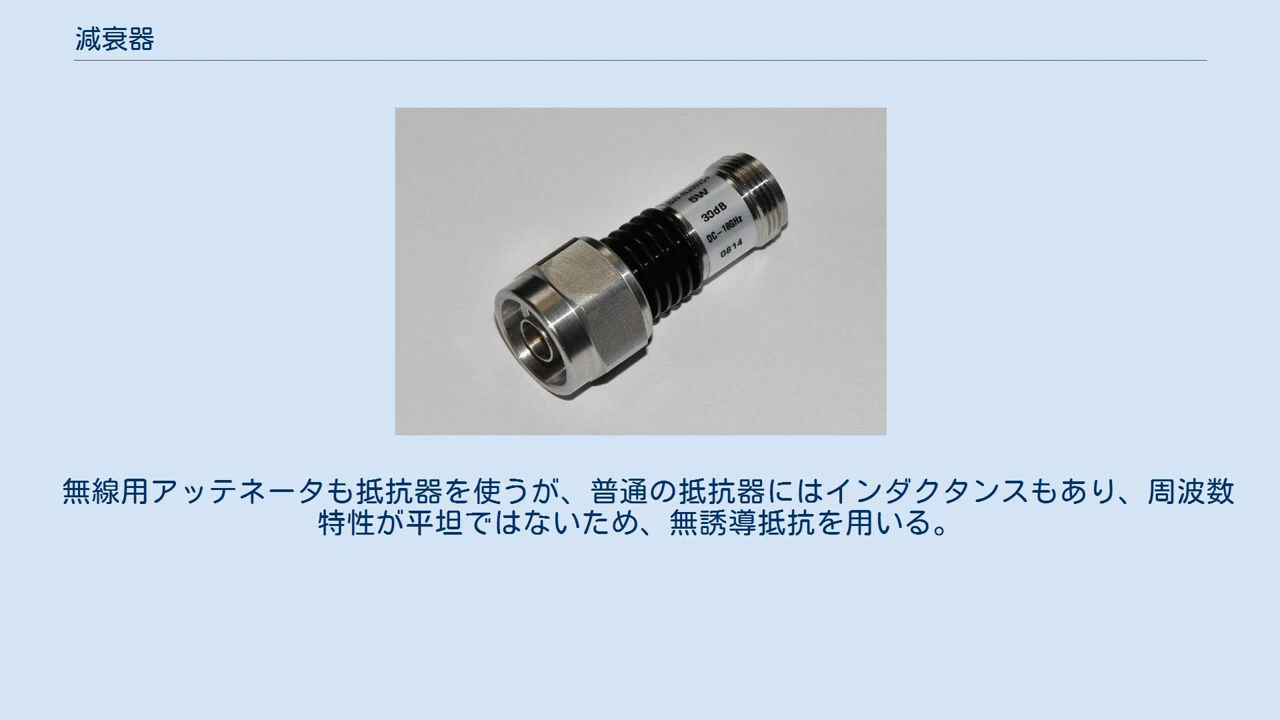 減衰器
5W
30dB
DC-18GHz
0814
無線用アッテネータも抵抗器を使うが、普通の抵抗器にはインダクタンスもあり、周波数
特性が平坦ではないため、無誘導抵抗を用いる。